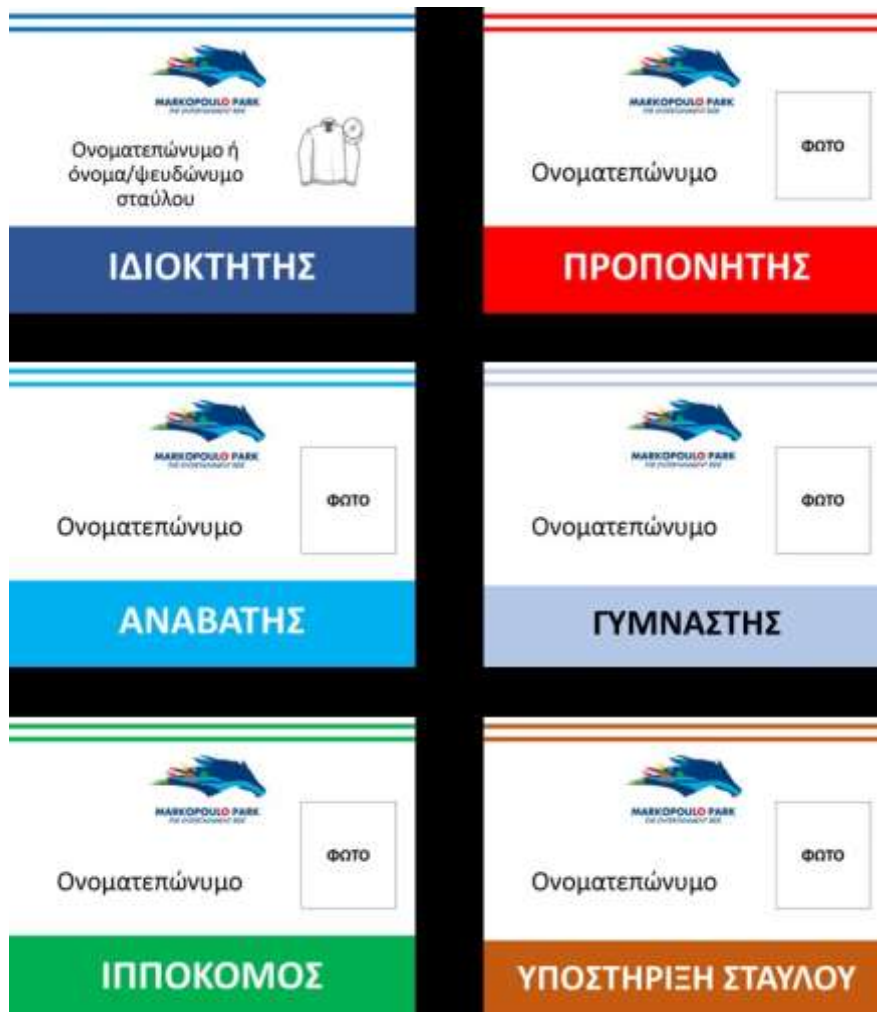 MARKOPOULO PARK
Ονοματεπώνυμο ή
όνομα/ψευδώνυμο
σταύλου
ΙΔΙΟΚΤΗΤΗΣ
MARKOPOULO PARK
ΦΩΤΟ
Ονοματεπώνυμο
ΠΡΟΠΟΝΗΤΗΣ
MARKOPOULO PARK
ΦΩΤΟ
Ονοματεπώνυμο
ΑΝΑΒΑΤΗΣ
MARKOPOULO PARK
ΦΩΤΟ
Ονοματεπώνυμο
ΓΥΜΝΑΣΤΗΣ
MARKOPOULO PARK
ΦΩΤΟ
Ονοματεπώνυμο
ΙΠΠΟΚΟΜΟΣ
MARKOPOULO PARK
ΦΩΤΟ
Ονοματεπώνυμο
ΥΠΟΣΤΗΡΙΞΗ ΣΤΑΥΛΟΥ